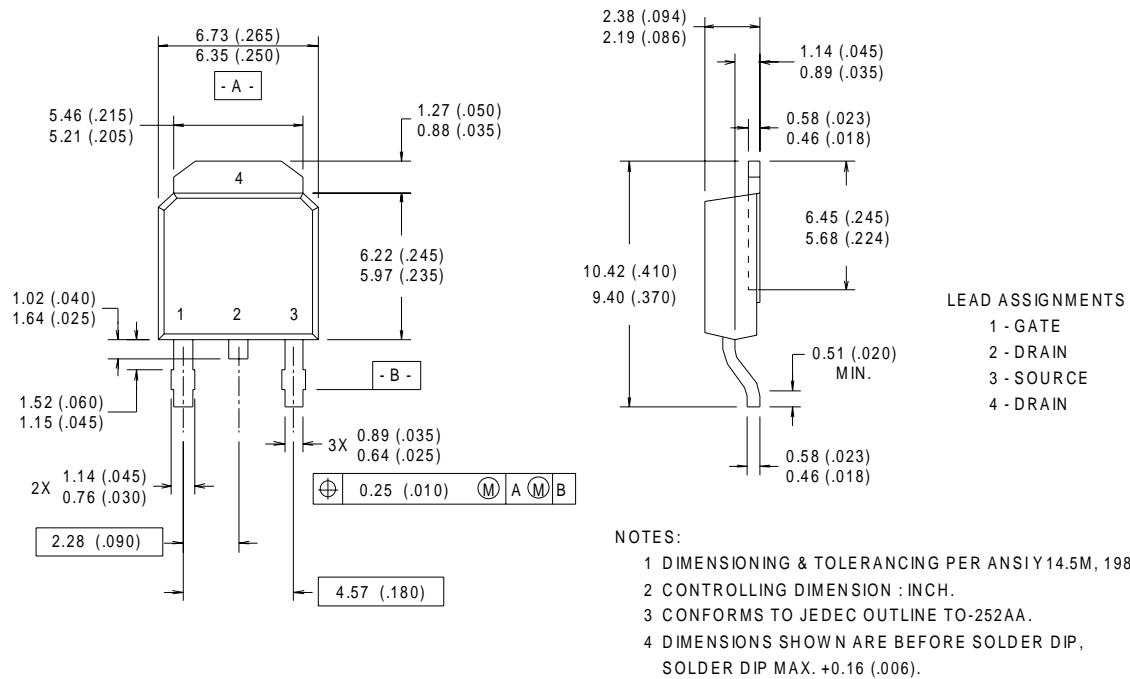 6.73 (.265)
6.35 (.250)
- A -
5.46 (.215)
5.21 (.205)
1.27 (.050)
0.88 (.035)
4
6.22 (.245)
5.97 (.235)
1.02 (.040)
1.64 (.025)
1 2 3
- B -
1.52 (.060)
1.15 (.045)
3X 0.89 (.035)
0.64 (.025)
2X 1.14 (.045)
0.76 (.030)
⌖ 0.25 (.010) Ⓜ A Ⓜ B
2.28 (.090)
4.57 (.180)
2.38 (.094)
2.19 (.086)
1.14 (.045)
0.89 (.035)
0.58 (.023)
0.46 (.018)
6.45 (.245)
5.68 (.224)
10.42 (.410)
9.40 (.370)
0.51 (.020)
MIN.
0.58 (.023)
0.46 (.018)
LEAD ASSIGNMENTS
1 - GATE
2 - DRAIN
3 - SOURCE
4 - DRAIN
NOTES:
1 DIMENSIONING & TOLERANCING PER ANSI Y14.5M, 198
2 CONTROLLING DIMENSION : INCH.
3 CONFORMS TO JEDEC OUTLINE TO-252AA.
4 DIMENSIONS SHOWN ARE BEFORE SOLDER DIP,
SOLDER DIP MAX. +0.16 (.006).